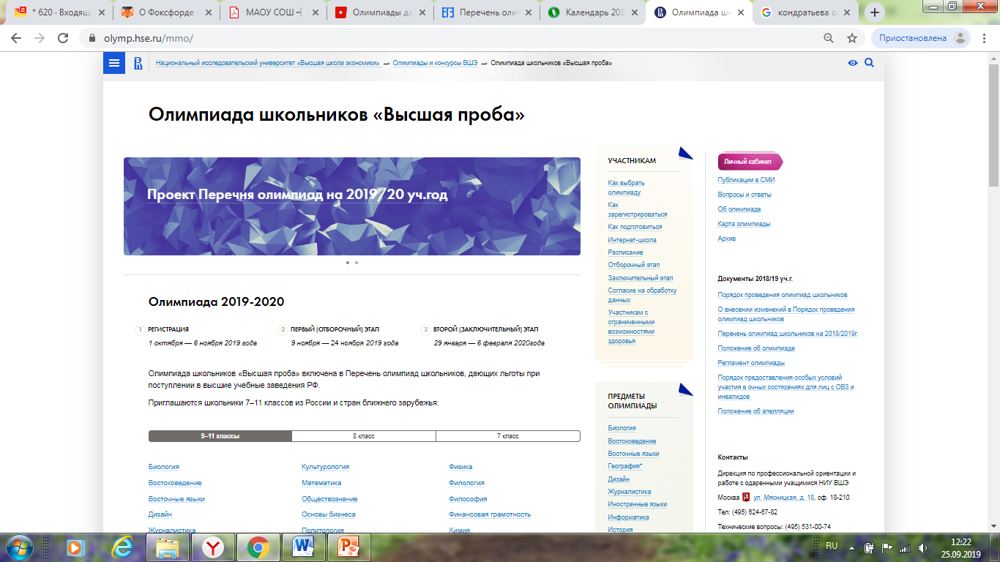 * 620 · Входящи
О Фоксфорде -
МАОУ СОШ –
Олимпиады дл
Перечень оли
Календарь 201
Олимпиада шк
кондратьева о
olymp.hse.ru/mmo/
Приостановлена
Национальный исследовательский университет «Высшая школа экономики» → Олимпиады и конкурсы ВШЭ → Олимпиада школьников «Высшая проба»
Олимпиада школьников «Высшая проба»
Проект Перечня олимпиад на 2019/20 уч.год
Олимпиада 2019-2020
1 РЕГИСТРАЦИЯ
1 октября — 6 ноября 2019 года
2 ПЕРВЫЙ (ОТБОРОЧНЫЙ) ЭТАП
9 ноября — 24 ноября 2019 года
3 ВТОРОЙ (ЗАКЛЮЧИТЕЛЬНЫЙ) ЭТАП
29 января — 6 февраля 2020года
Олимпиада школьников «Высшая проба» включена в Перечень олимпиад школьников, дающих льготы при
поступлении в высшие учебные заведения РФ.
Приглашаются школьники 7–11 классов из России и стран ближнего зарубежья:
9–11 классы
8 класс
7 класс
Биология
Востоковедение
Восточные языки
Дизайн
Журналистика
Культурология
Математика
Обществознание
Основы бизнеса
Политология
Физика
Филология
Философия
Финансовая грамотность
Химия
УЧАСТНИКАМ
Как выбрать
олимпиаду
Как
зарегистрироваться
Как подготовиться
Интернет-школа
Расписание
Отборочный этап
Заключительный этап
Согласие на обработку
данных
Участникам с
ограниченными
возможностями
здоровья
ПРЕДМЕТЫ
ОЛИМПИАДЫ
Биология
Востоковедение
Восточные языки
География*
Дизайн
Журналистика
Иностранные языки
Информатика
История
Личный кабинет
Публикации в СМИ
Вопросы и ответы
Об олимпиаде
Карта олимпиады
Архив
Документы 2018/19 уч.г.
Порядок проведения олимпиад школьников
О внесении изменений в Порядок проведения
олимпиад школьников
Перечень олимпиад школьников на 2018/2019г.
Положение об олимпиаде
Регламент олимпиады
Порядок предоставления особых условий
участия в очных состязаниях для лиц с ОВЗ и
инвалидов
Положение об апелляции
Контакты
Дирекция по профессиональной ориентации и
работе с одаренными учащимися НИУ ВШЭ
Москва ул. Мясницкая, д. 18, оф. 18-210
Тел: (495) 624-67-82
Технические вопросы: (495) 531-00-74
RU
12:22
25.09.2019